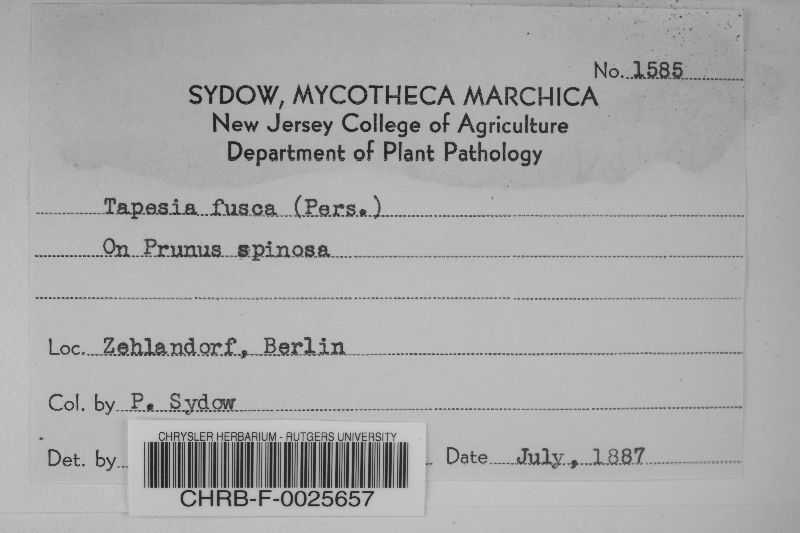 No. 1585
SYDOW, MYCOTHECA MARCHICA
New Jersey College of Agriculture
Department of Plant Pathology
Tapesia fusca (Pers.)
On Prunus spinosa
Loc. Zehlandorf, Berlin
Col. by P. Sydow
Det. by
Date July, 1887
CHRYSLER HERBARIUM - RUTGERS UNIVERSITY
CHRB-F-0025657